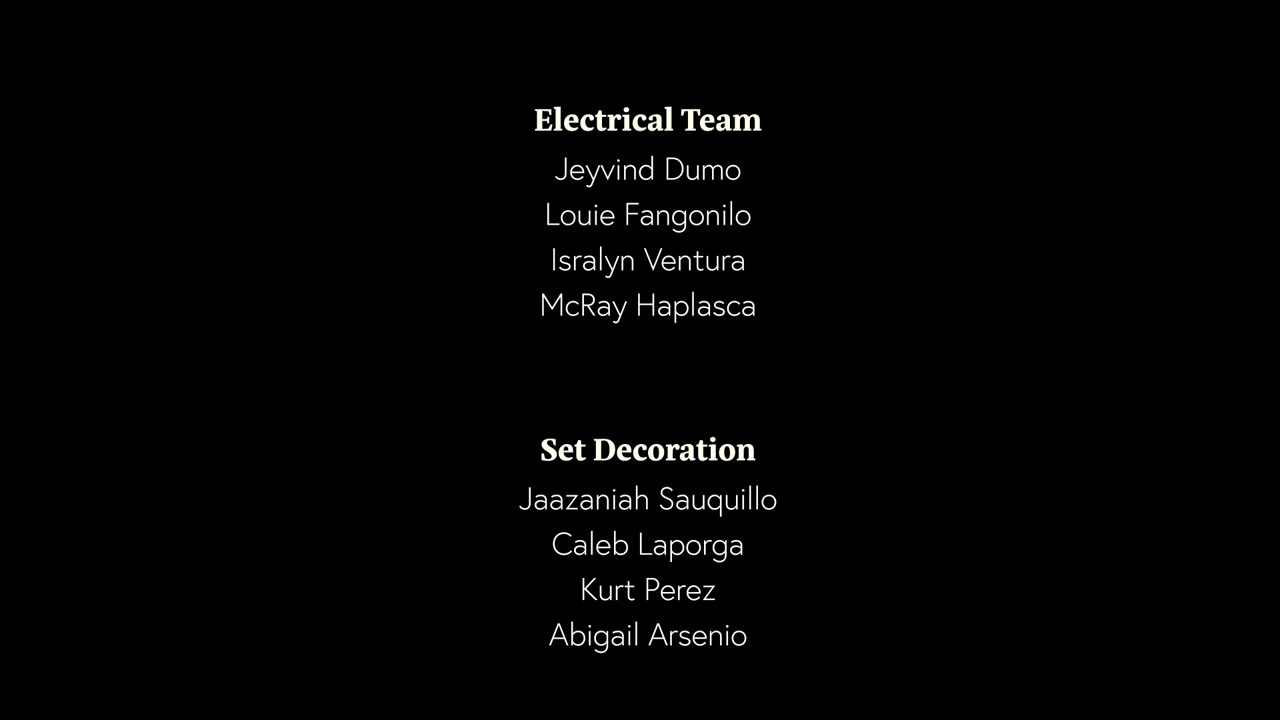 Electrical Team
Jeyvind Dumo
Louie Fangonilo
Isralyn Ventura
McRay Haplasca
Set Decoration
Jaazaniah Sauquillo
Caleb Laporga
Kurt Perez
Abigail Arsenio